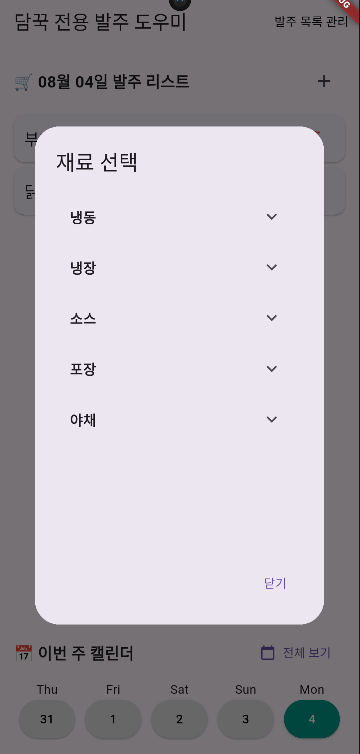 담꾹 전용 발주 도우미
발주 목록 관리
🛒 08월 04일 발주 리스트
재료 선택
냉동
냉장
소스
포장
야채
닫기
📅 이번 주 캘린더
전체 보기
Thu Fri Sat Sun Mon
31 1 2 3 4